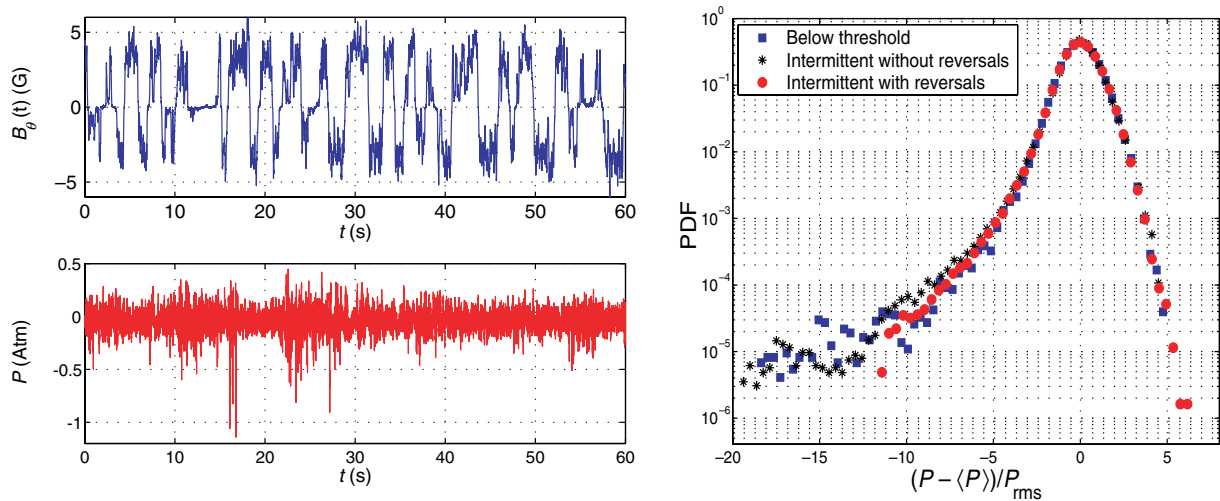 5
0
−5
B_θ (t) (G)
0 10 20 30 40 50 60
t (s)
0.5
0
-0.5
-1
P (Atm)
0 10 20 30 40 50 60
t (s)
10^0
10^−1
10^−2
10^−3
10^−4
10^−5
10^−6
PDF
Below threshold
Intermittent without reversals
Intermittent with reversals
−20 −15 −10 −5 0 5
(P − ⟨P⟩)/P_rms